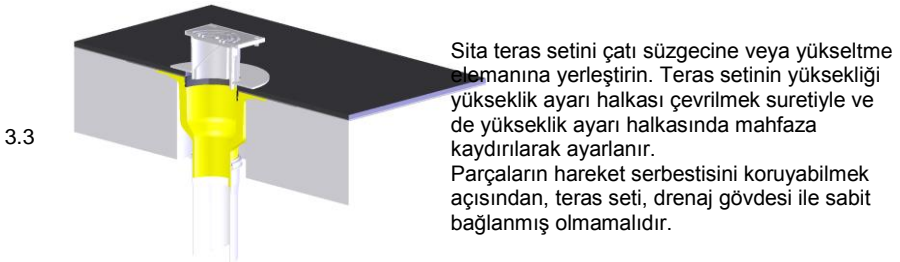 Sita teras setini çatı süzgecine veya yükseltme
elemanına yerleştirin. Teras setinin yüksekliği
yükseklik ayarı halkası çevrilmek suretiyle ve
de yükseklik ayarı halkasında mahfaza
kaydırılarak ayarlanır.
Parçaların hareket serbestisini koruyabilmek
açısından, teras seti, drenaj gövdesi ile sabit
bağlanmış olmamalıdır.
3.3